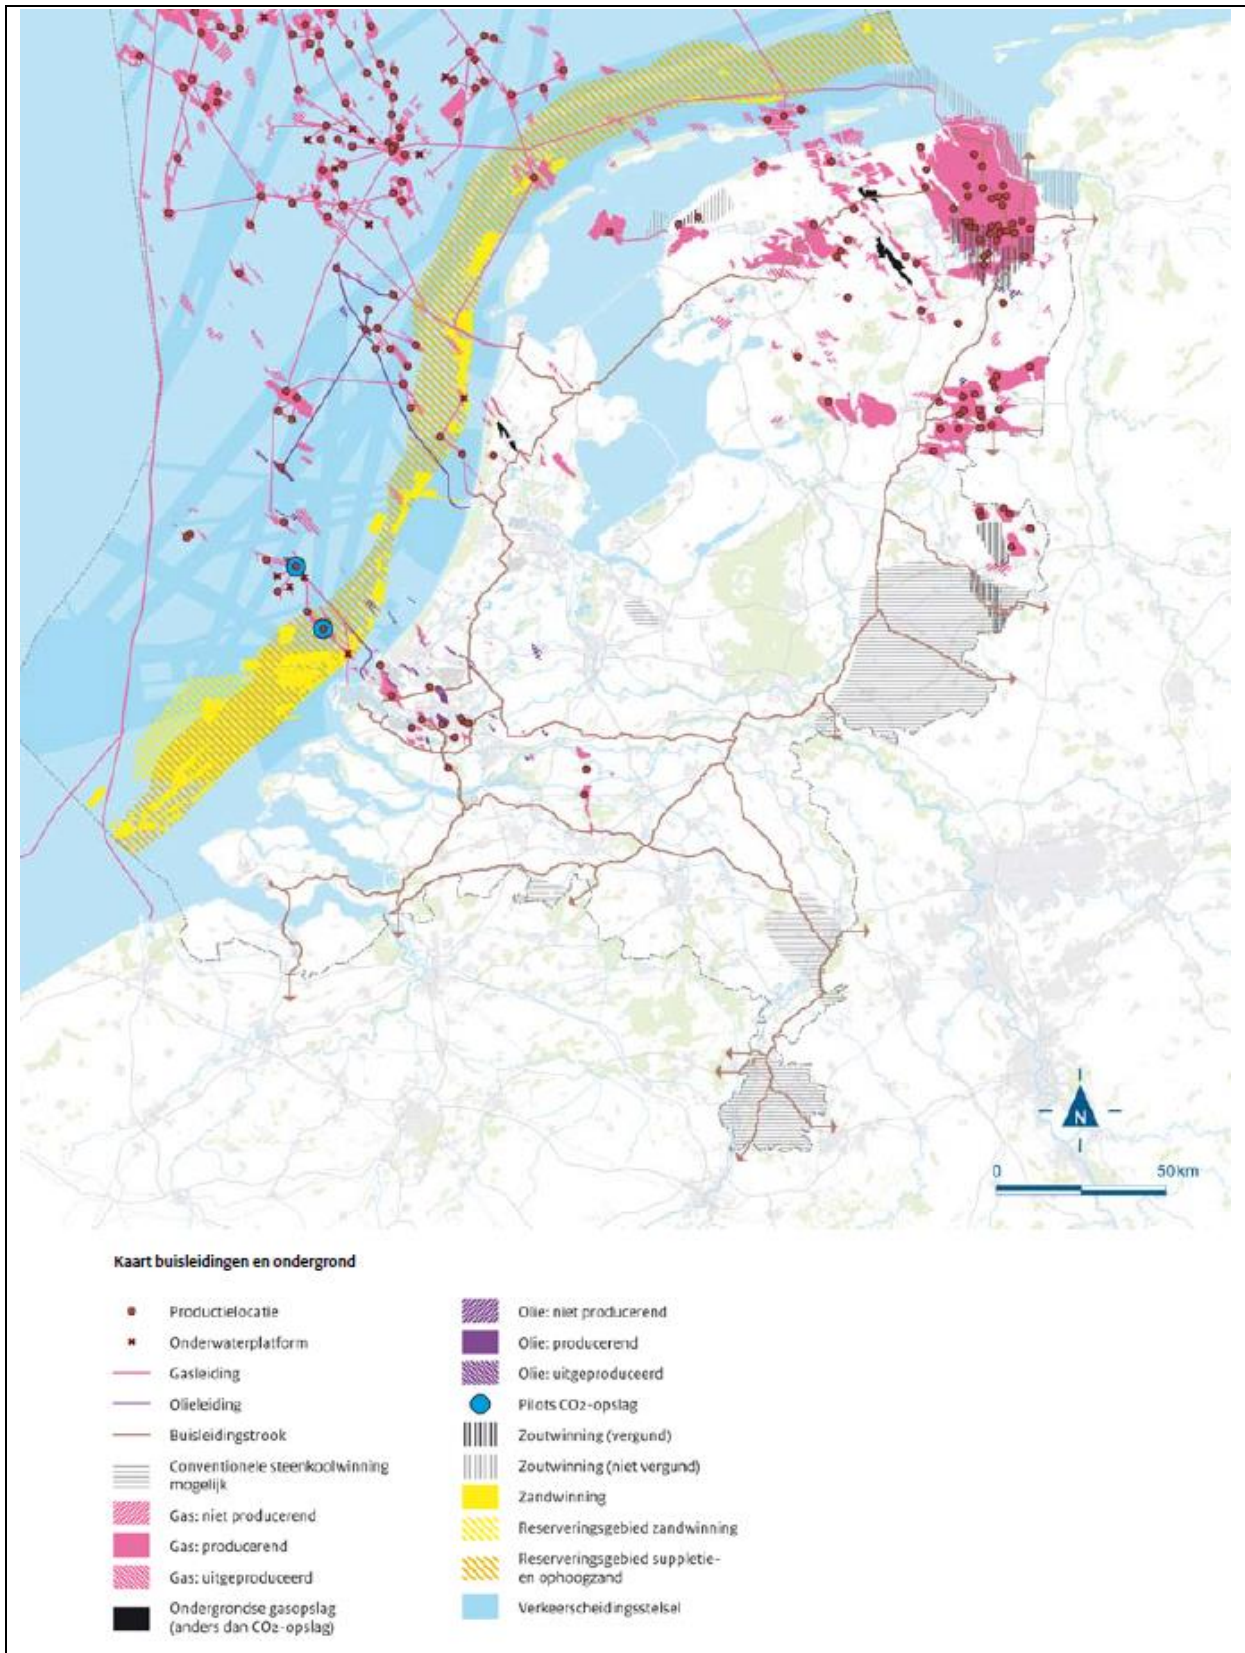 N
0 50 km
Kaart buisleidingen en ondergrond
Productielocatie
Onderwaterplatform
Gasleiding
Olieleiding
Buisleidingstrook
Conventionele steenkoolwinning
mogelijk
Gas: niet producerend
Gas: producerend
Gas: uitgeproduceerd
Ondergrondse gasopslag
(anders dan CO2-opslag)
Olie: niet producerend
Olie: producerend
Olie: uitgeproduceerd
Pilots CO2-opslag
Zoutwinning (vergund)
Zoutwinning (niet vergund)
Zandwinning
Reserveringsgebied zandwinning
Reserveringsgebied suppletie-
en ophoogzand
Verkeerscheidingsstelsel